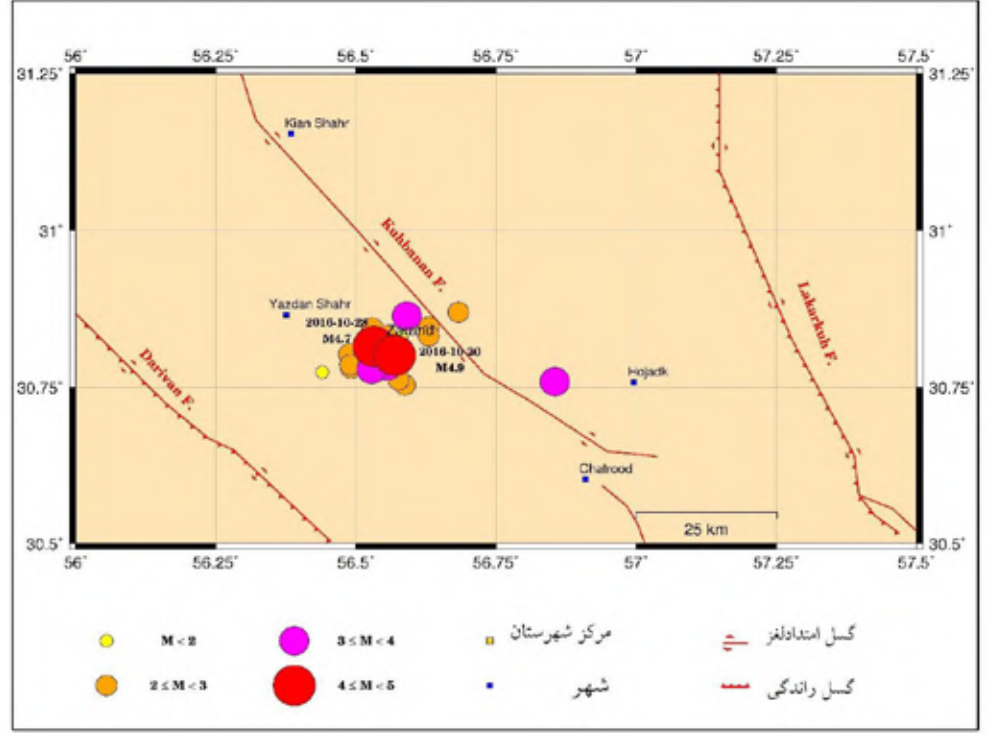 56° 56.25° 56.5° 56.75° 57° 57.25° 57.5°
31.25° 31.25°
Kian Shahr
31° 31°
Kuhbanan F.
Lakarkuh F.
Yazdan Shahr
2016-10-28
M4.7
2016-10-30
M4.9
Darivan F.
30.75° 30.75°
Hojadk
Chatrood
25 km
30.5° 30.5°
56° 56.25° 56.5° 56.75° 57° 57.25° 57.5°
M < 2 3 ≤ M < 4 مرکز شهرستان گسل امتدادلغز
2 ≤ M < 3 4 ≤ M < 5 شهر گسل راندگی